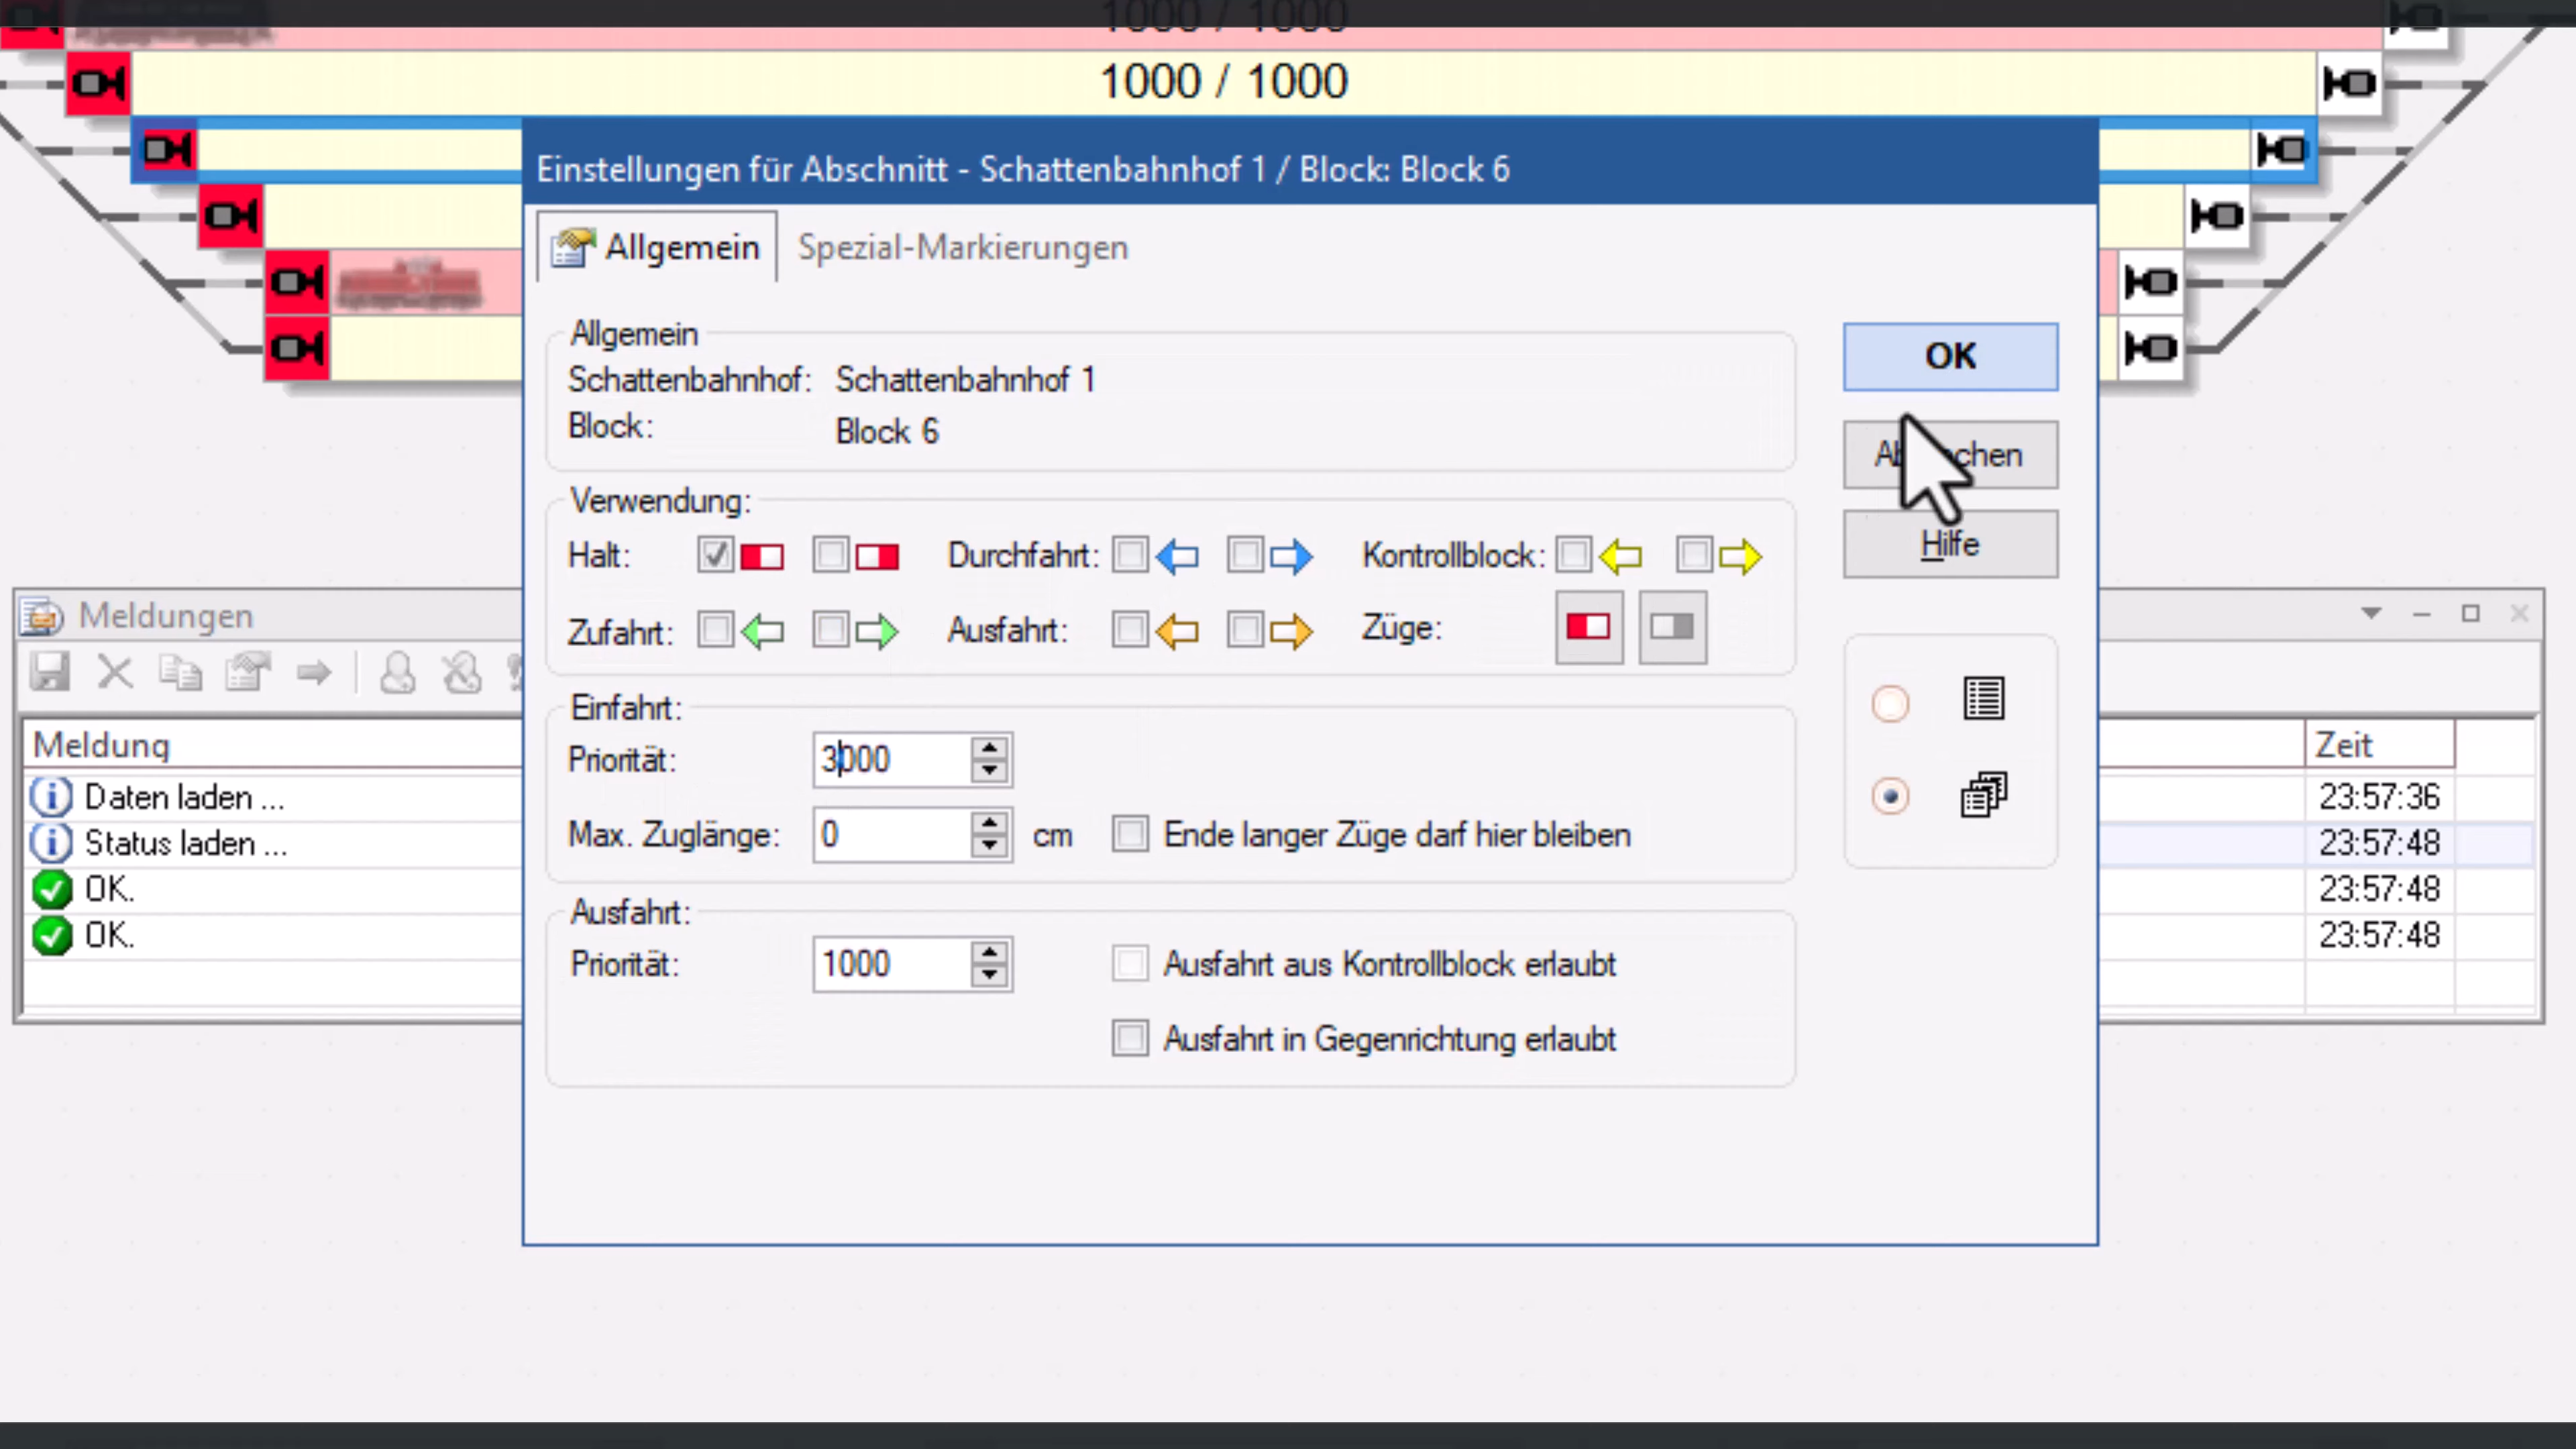 1000 / 1000
1000 / 1000
Einstellungen für Abschnitt - Schattenbahnhof 1 / Block: Block 6
Allgemein
Spezial-Markierungen
Allgemein
Schattenbahnhof: Schattenbahnhof 1
Block: Block 6
OK
Hilfe
Verwendung:
Halt: Durchfahrt: Kontrollblock:
Zufahrt: Ausfahrt: Züge:
Einfahrt:
Priorität: 3000
Max. Zuglänge: 0 cm Ende langer Züge darf hier bleiben
Ausfahrt:
Priorität: 1000 Ausfahrt aus Kontrollblock erlaubt
Ausfahrt in Gegenrichtung erlaubt
Meldungen
Meldung Zeit
Daten laden ... 23:57:36
Status laden ... 23:57:48
OK. 23:57:48
OK. 23:57:48